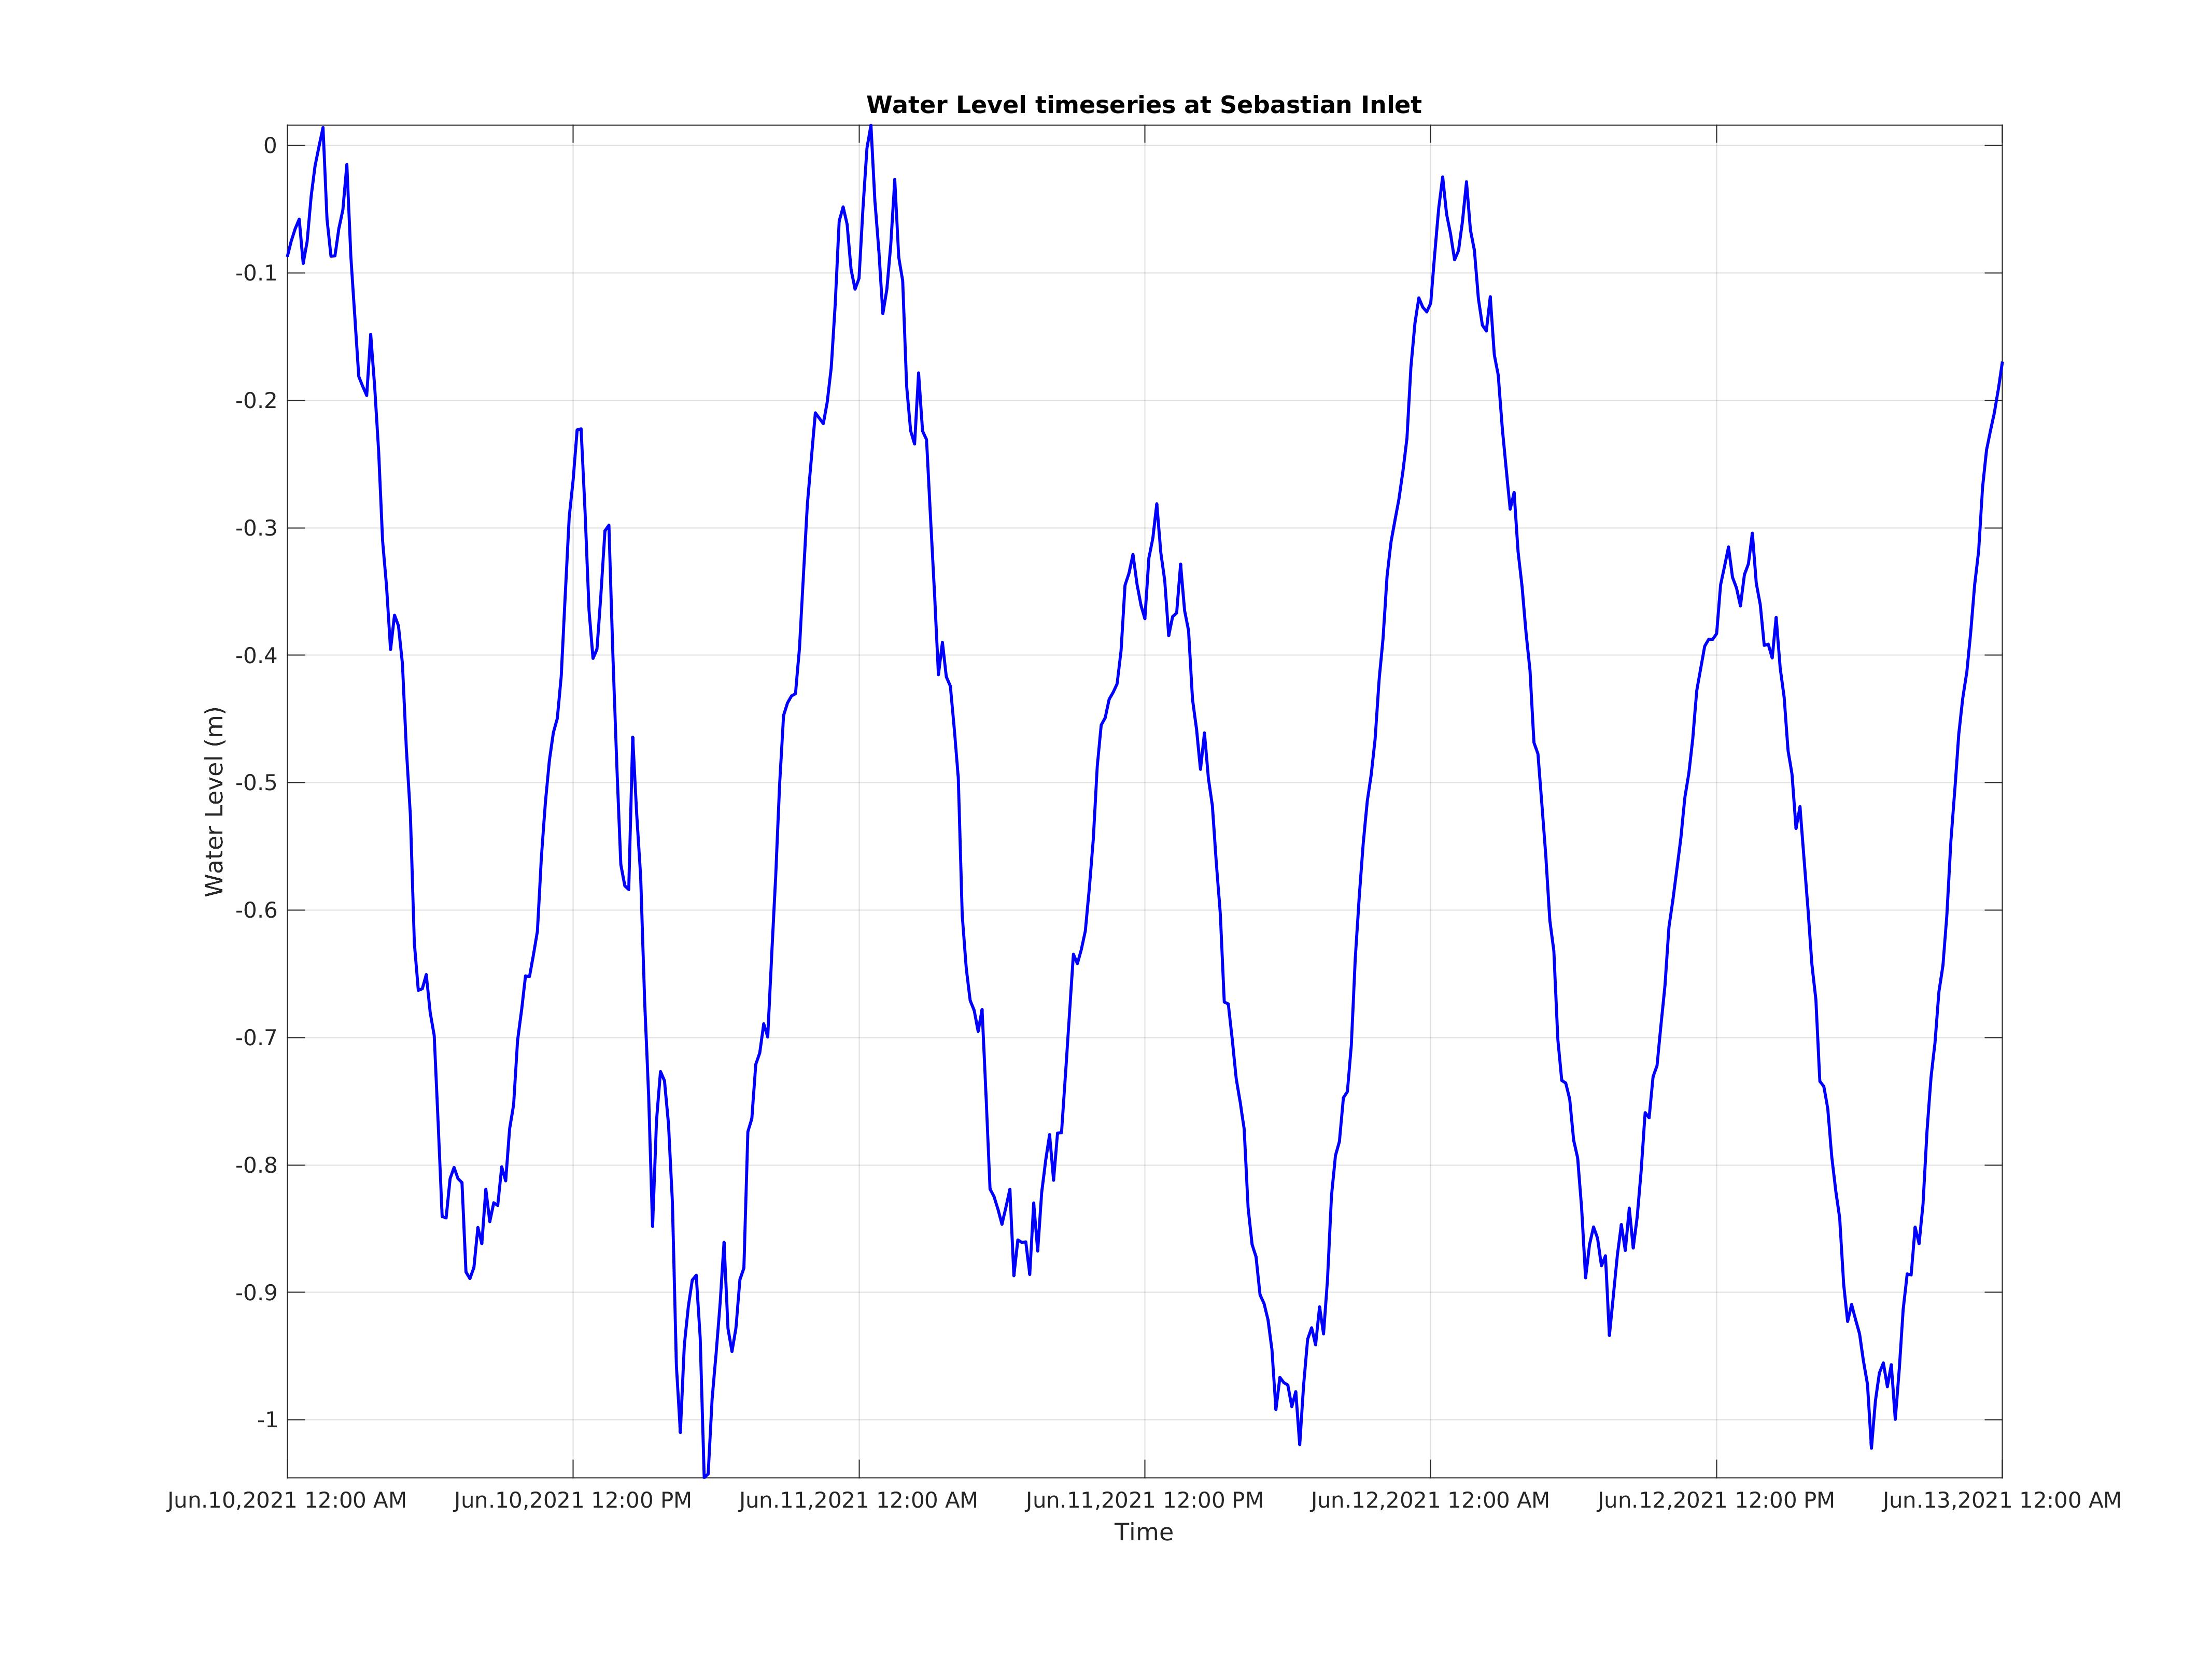 Water Level timeseries at Sebastian Inlet
0
-0.1
-0.2
-0.3
-0.4
-0.5
-0.6
-0.7
-0.8
-0.9
-1
Water Level (m)
Jun.10,2021 12:00 AM
Jun.10,2021 12:00 PM
Jun.11,2021 12:00 AM
Jun.11,2021 12:00 PM
Jun.12,2021 12:00 AM
Jun.12,2021 12:00 PM
Jun.13,2021 12:00 AM
Time